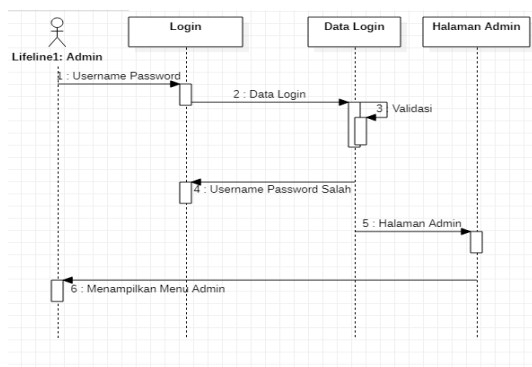 Login
Data Login
Halaman Admin
Lifeline1: Admin
1 : Username Password
2 : Data Login
3 : Validasi
4 : Username Password Salah
5 : Halaman Admin
6 : Menampilkan Menu Admin